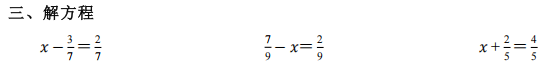 三、解方程
x − 3/7 = 2/7    7/9 − x = 2/9    x + 2/5 = 4/5